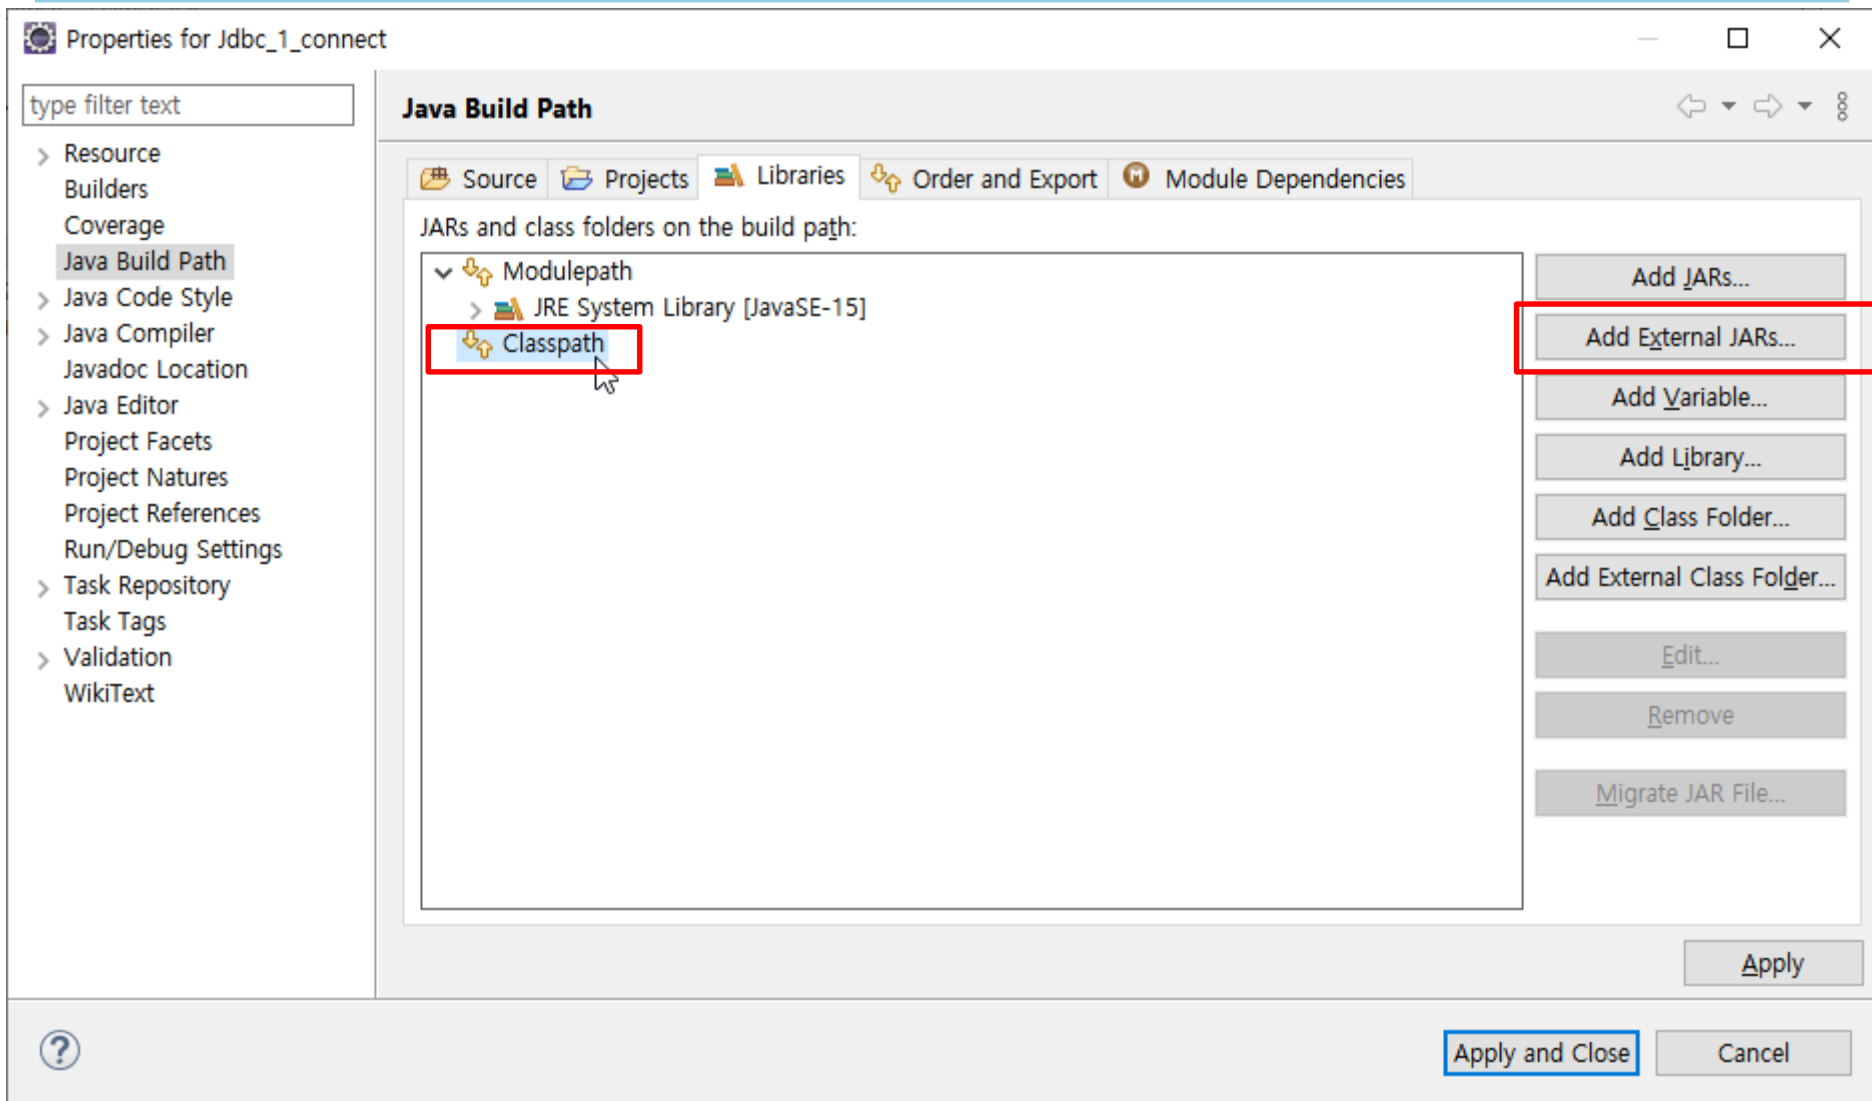 Properties for Jdbc_1_connect
type filter text
Resource
Builders
Coverage
Java Build Path
Java Code Style
Java Compiler
Javadoc Location
Java Editor
Project Facets
Project Natures
Project References
Run/Debug Settings
Task Repository
Task Tags
Validation
WikiText
Java Build Path
Source Projects Libraries Order and Export Module Dependencies
JARs and class folders on the build path:
Modulepath
JRE System Library [JavaSE-15]
Classpath
Add JARs...
Add External JARs...
Add Variable...
Add Library...
Add Class Folder...
Add External Class Folder...
Edit...
Remove
Migrate JAR File...
Apply
Apply and Close Cancel